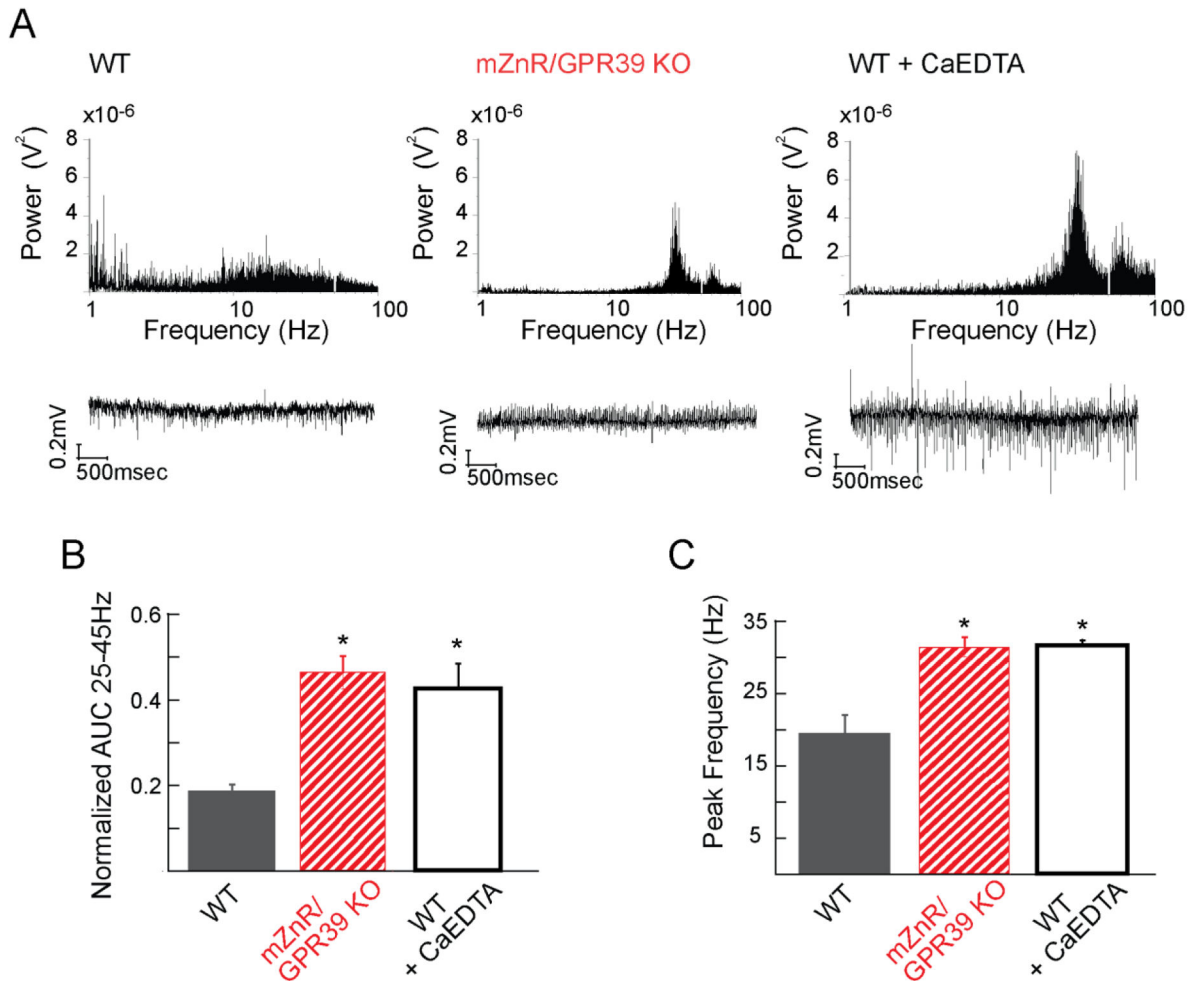 A
WT
mZnR/GPR39 KO
WT + CaEDTA
x10-6
x10-6
x10-6
Power (V2)
8
6
4
2
Power (V2)
8
6
4
2
Power (V2)
8
6
4
2
1 10 100
1 10 100
1 10 100
Frequency (Hz)
Frequency (Hz)
Frequency (Hz)
0.2mV
500msec
0.2mV
500msec
0.2mV
500msec
B
Normalized AUC 25-45Hz
0.6
0.4
0.2
*
*
WT
mZnR/
GPR39 KO
WT
+ CaEDTA
C
Peak Frequency (Hz)
35
25
15
5
*
*
WT
mZnR/
GPR39 KO
WT
+ CaEDTA